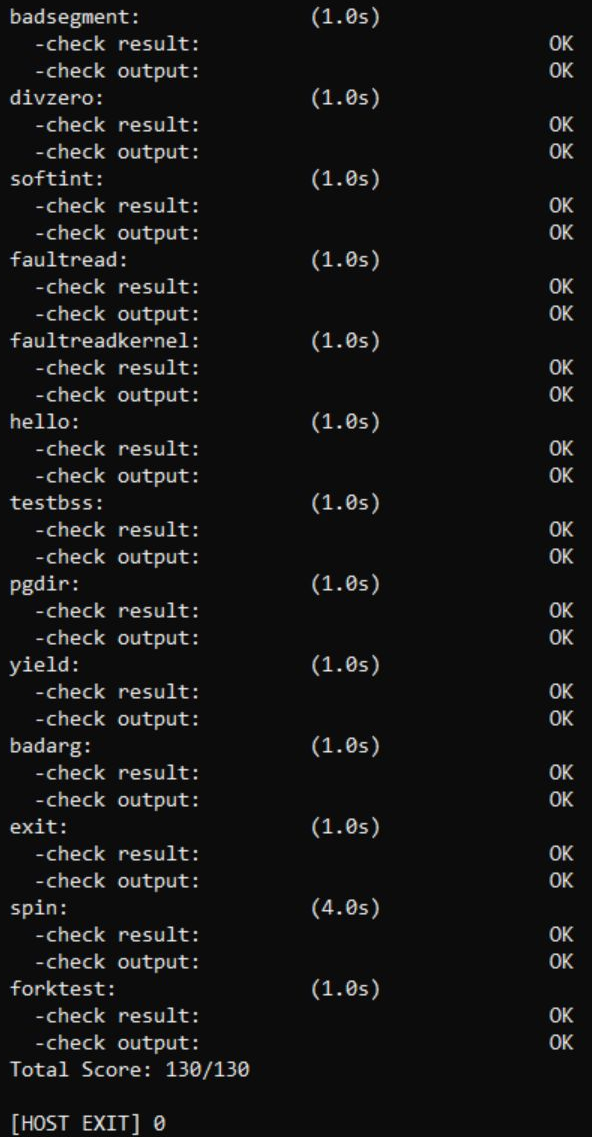 badsegment:              (1.0s)
  -check result:                             OK
  -check output:                             OK
divzero:                 (1.0s)
  -check result:                             OK
  -check output:                             OK
softint:                 (1.0s)
  -check result:                             OK
  -check output:                             OK
faultread:               (1.0s)
  -check result:                             OK
  -check output:                             OK
faultreadkernel:         (1.0s)
  -check result:                             OK
  -check output:                             OK
hello:                   (1.0s)
  -check result:                             OK
  -check output:                             OK
testbss:                 (1.0s)
  -check result:                             OK
  -check output:                             OK
pgdir:                   (1.0s)
  -check result:                             OK
  -check output:                             OK
yield:                   (1.0s)
  -check result:                             OK
  -check output:                             OK
badarg:                  (1.0s)
  -check result:                             OK
  -check output:                             OK
exit:                    (1.0s)
  -check result:                             OK
  -check output:                             OK
spin:                    (4.0s)
  -check result:                             OK
  -check output:                             OK
forktest:                (1.0s)
  -check result:                             OK
  -check output:                             OK
Total Score: 130/130

[HOST EXIT] 0